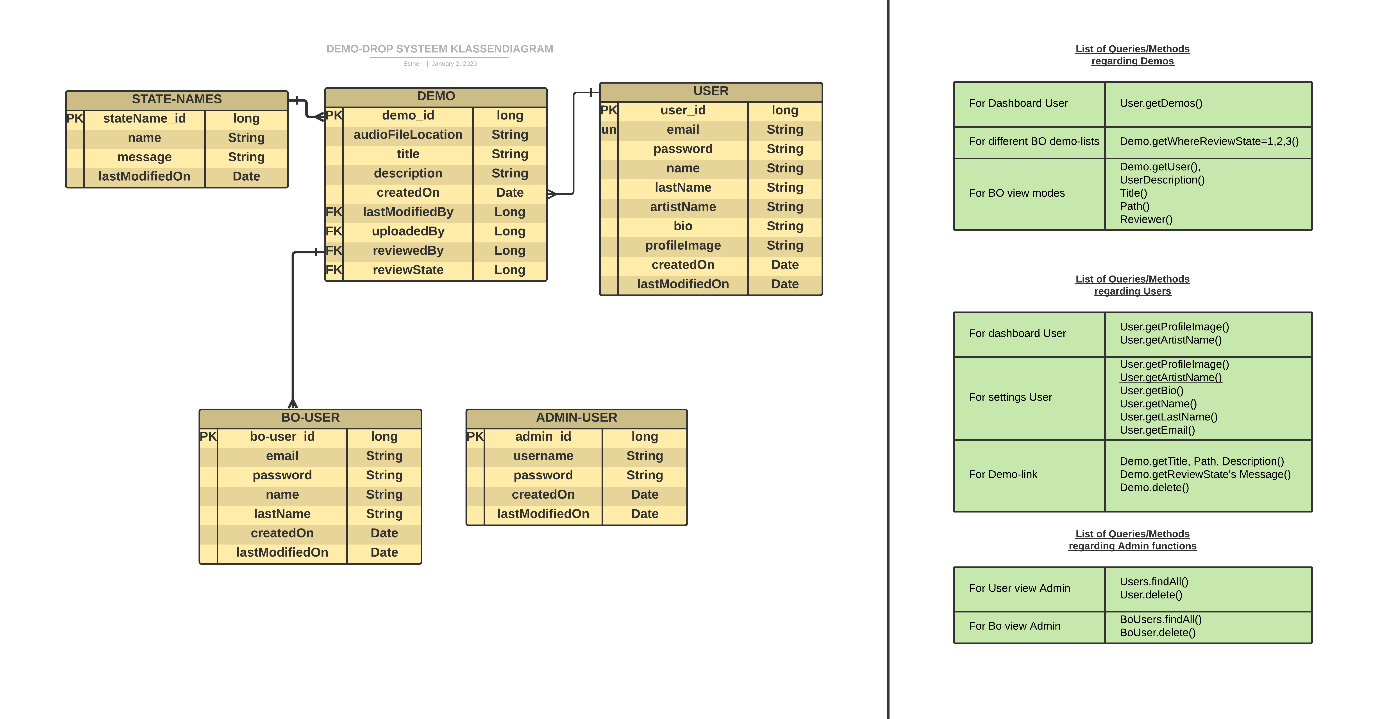 DEMO-DROP SYSTEEM KLASSENDIAGRAM
Esther | January 2, 2020
STATE-NAMES
PK stateName_id long
name String
message String
lastModifiedOn Date
DEMO
PK demo_id long
audioFileLocation String
title String
description String
createdOn Date
FK lastModifiedBy Long
FK uploadedBy Long
FK reviewedBy Long
FK reviewState Long
USER
PK user_id long
un email String
password String
name String
lastName String
artistName String
bio String
profileImage String
createdOn Date
lastModifiedOn Date
BO-USER
PK bo-user_id long
email String
password String
name String
lastName String
createdOn Date
lastModifiedOn Date
ADMIN-USER
PK admin_id long
username String
password String
createdOn Date
lastModifiedOn Date
List of Queries/Methods
regarding Demos
For Dashboard User User.getDemos()
For different BO demo-lists Demo.getWhereReviewState=1,2,3()
For BO view modes
Demo.getUser(),
UserDescription()
Title()
Path()
Reviewer()
List of Queries/Methods
regarding Users
For dashboard User
User.getProfileImage()
User.getArtistName()
For settings User
User.getProfileImage()
User.getArtistName()
User.getBio()
User.getName()
User.getLastName()
User.getEmail()
For Demo-link
Demo.getTitle, Path, Description()
Demo.getReviewState's Message()
Demo.delete()
List of Queries/Methods
regarding Admin functions
For User view Admin
Users.findAll()
User.delete()
For Bo view Admin
BoUsers.findAll()
BoUser.delete()